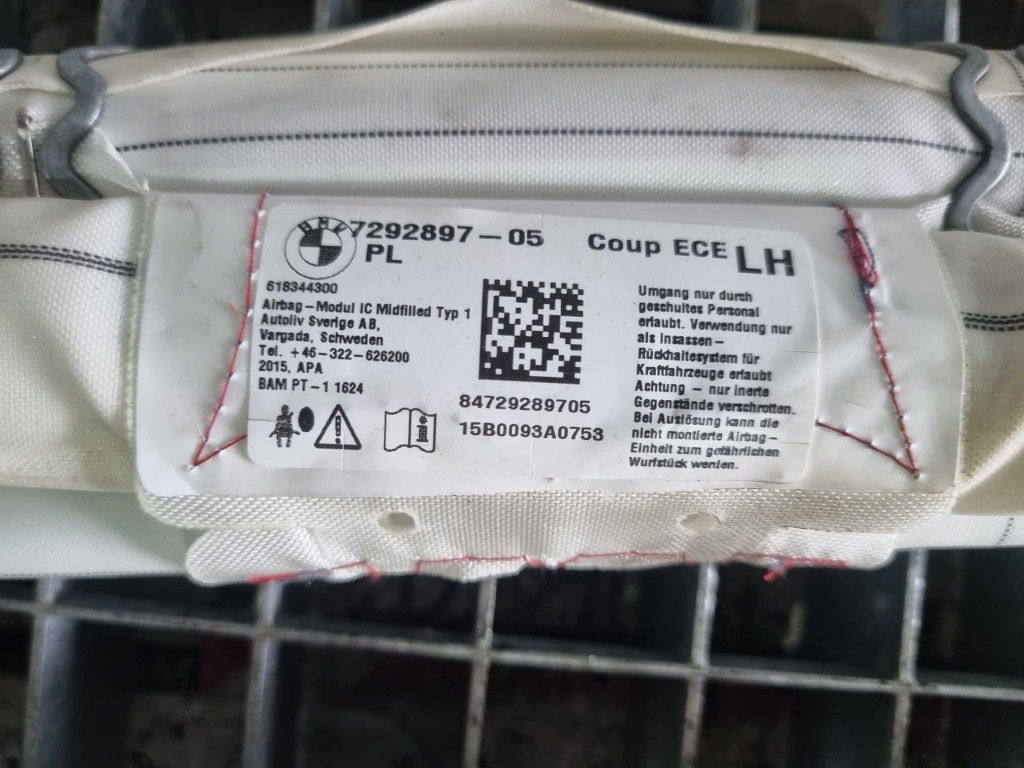 BMW
7292897-05
PL
Coup ECE LH
618344300
Airbag-Modul IC Midfilled Typ 1
Autoliv Sverige AB,
Vargada, Schweden
Tel. +46-322-626200
2015, APA
BAM PT-1 1624
84729289705
15B0093A0753
Umgang nur durch
geschultes Personal
erlaubt. Verwendung nur
als Insassen-
Rückhaltesystem für
Kraftfahrzeuge erlaubt
Achtung - nur inerte
Gegenstände verschrotten.
Bei Auslösung kann die
nicht montierte Airbag-
Einheit zum gefährlichen
Wurfstück werden.